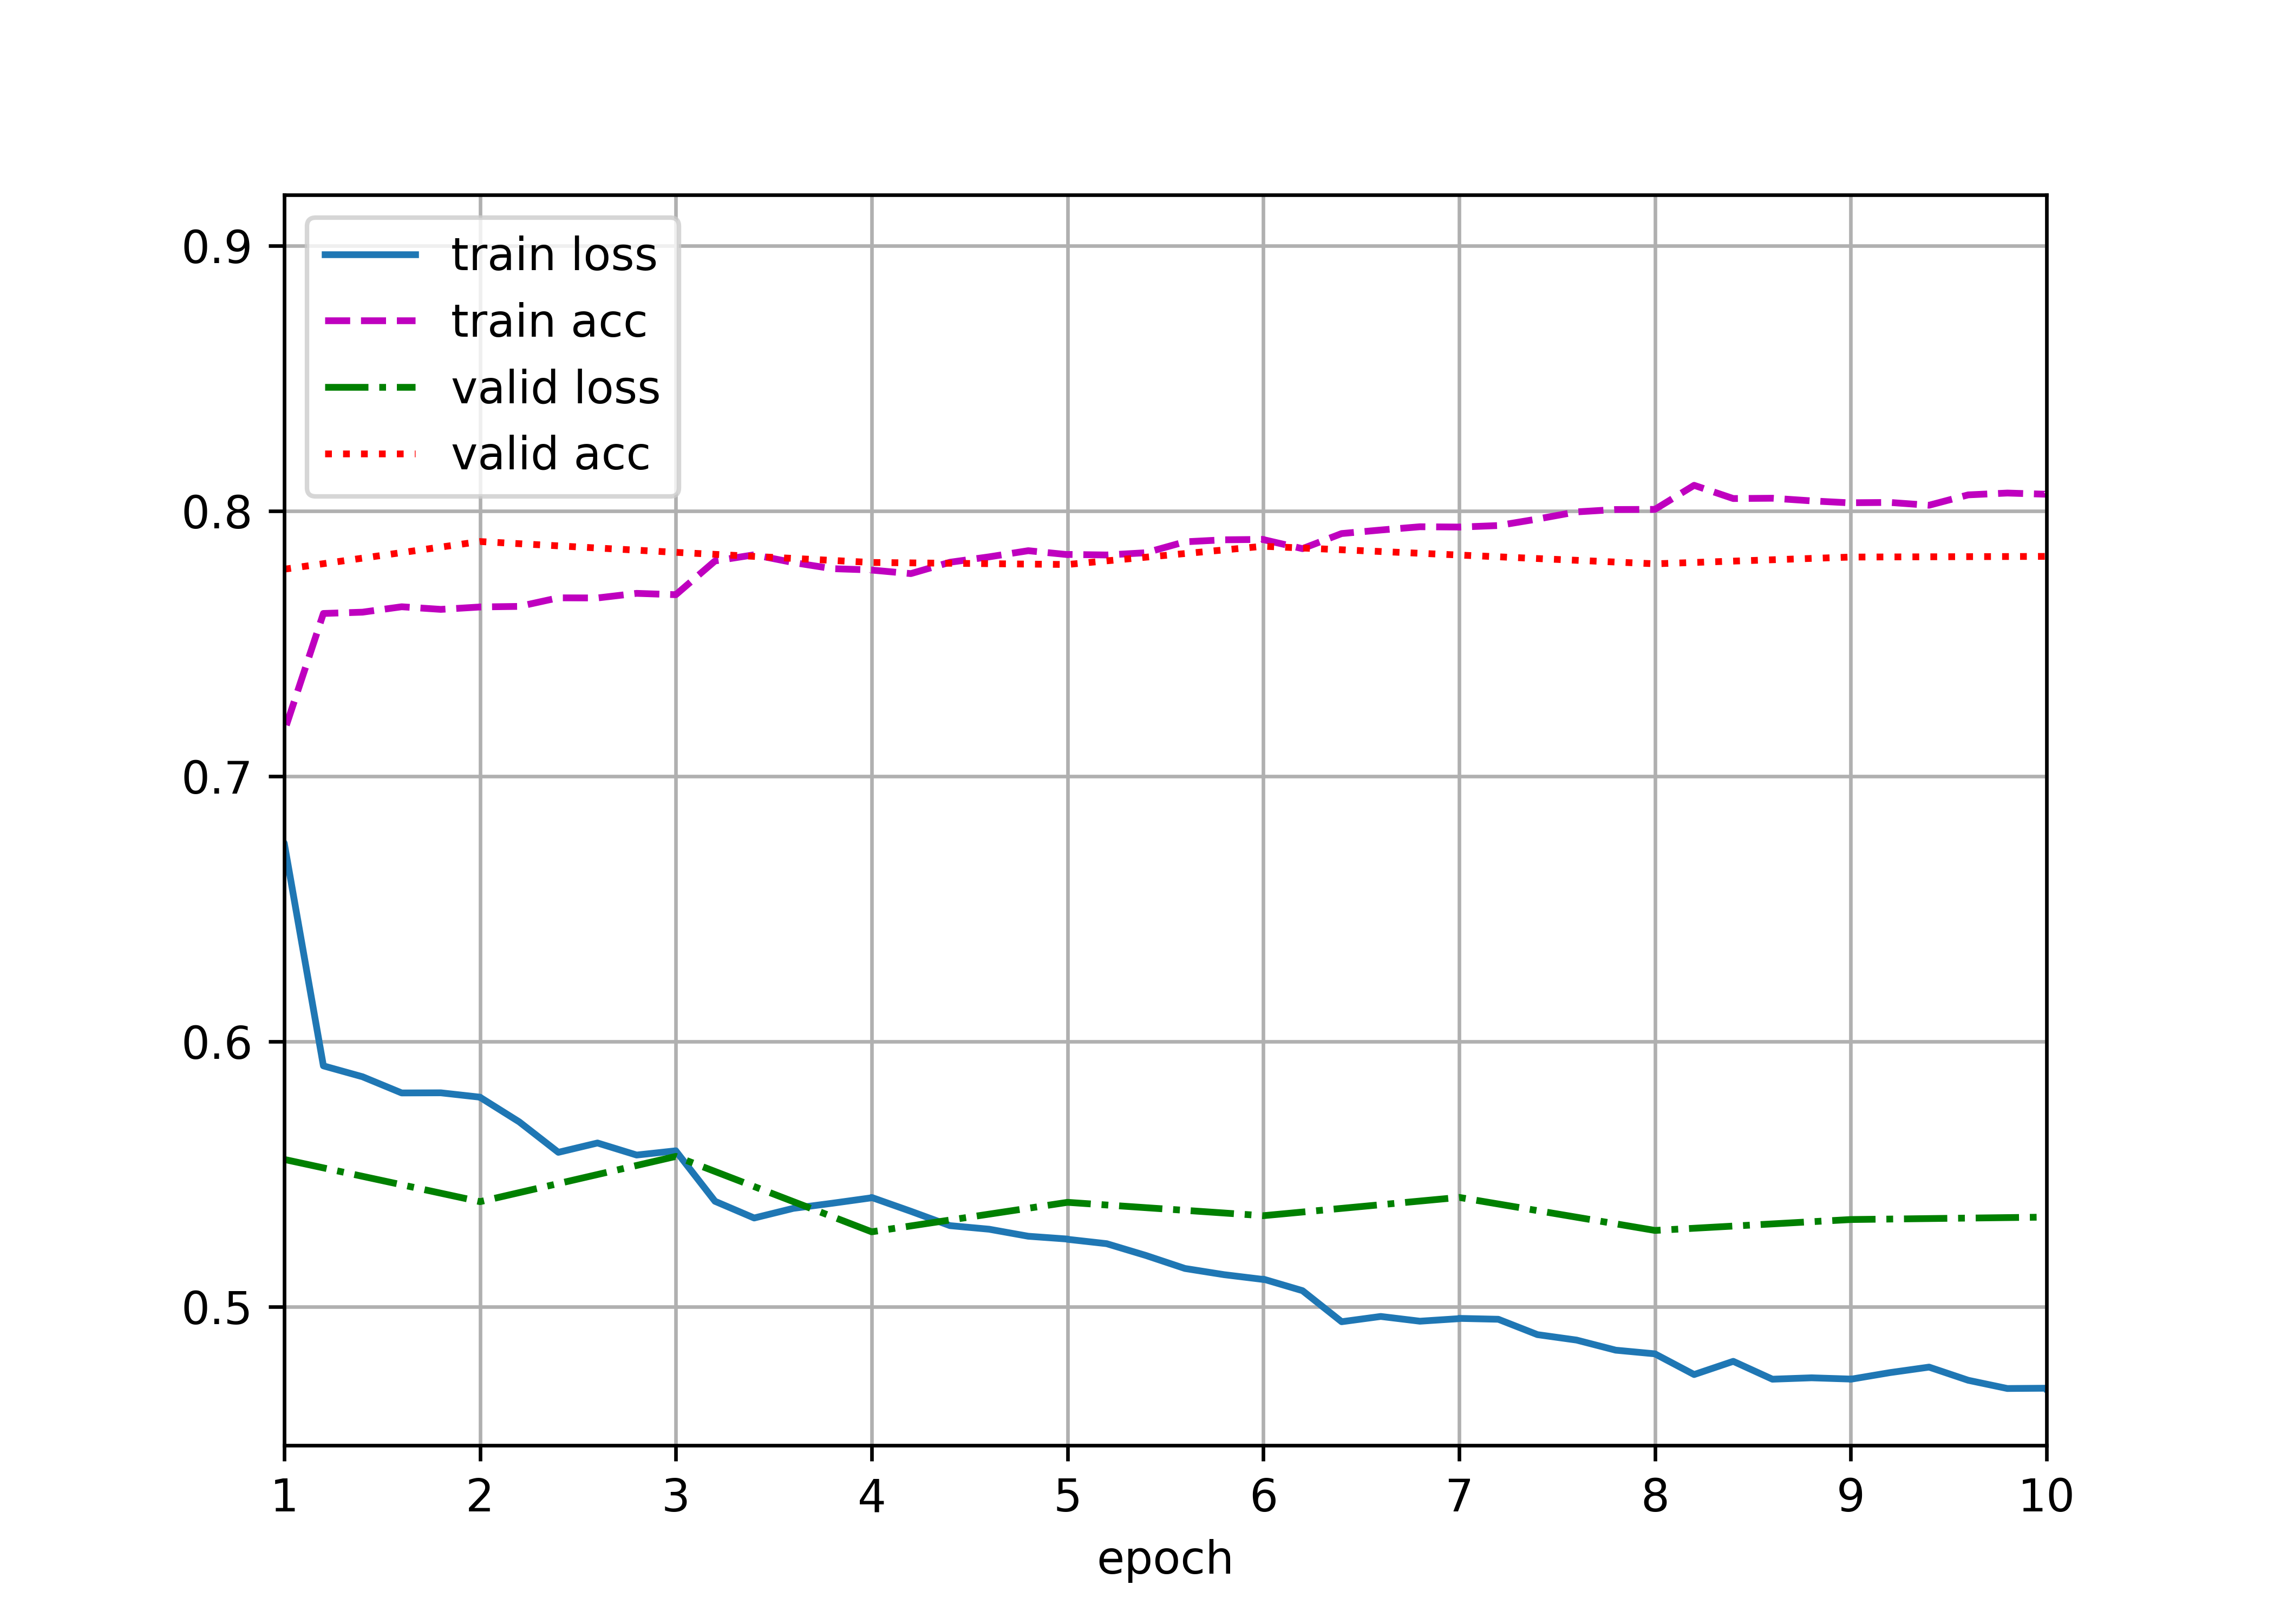 train loss
train acc
valid loss
valid acc
0.9
0.8
0.7
0.6
0.5
1 2 3 4 5 6 7 8 9 10
epoch